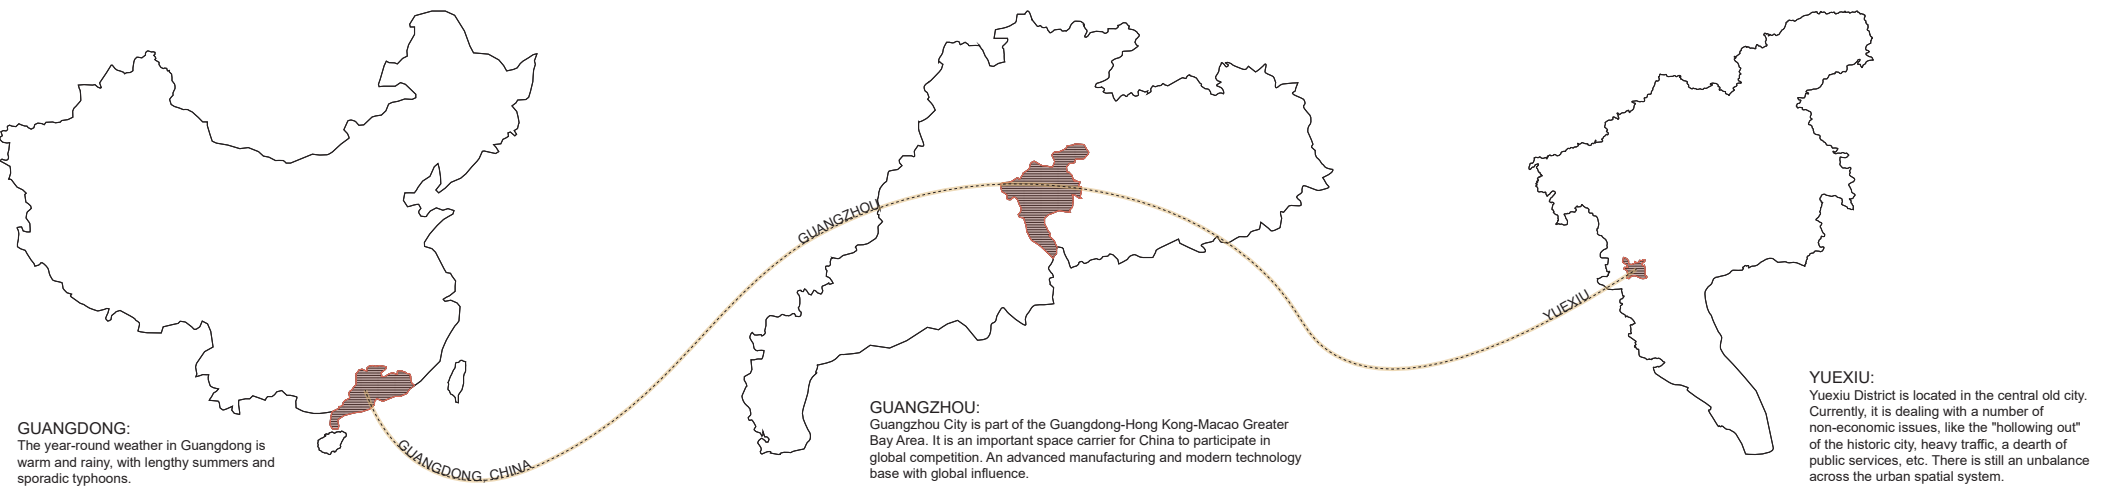 GUANGDONG, CHINA
GUANGZHOU
YUEXIU
GUANGDONG:
The year-round weather in Guangdong is
warm and rainy, with lengthy summers and
sporadic typhoons.
GUANGZHOU:
Guangzhou City is part of the Guangdong-Hong Kong-Macao Greater
Bay Area. It is an important space carrier for China to participate in
global competition. An advanced manufacturing and modern technology
base with global influence.
YUEXIU:
Yuexiu District is located in the central old city.
Currently, it is dealing with a number of
non-economic issues, like the "hollowing out"
of the historic city, heavy traffic, a dearth of
public services, etc. There is still an unbalance
across the urban spatial system.